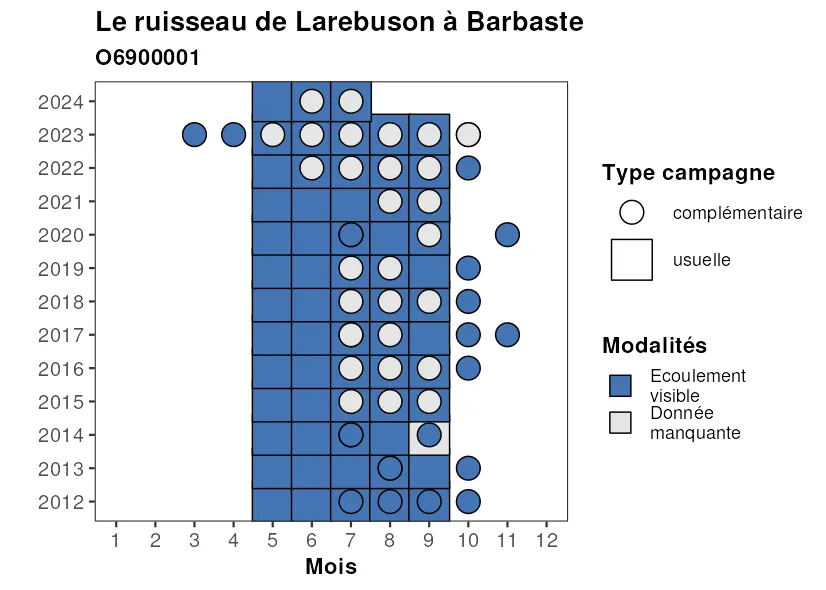 Le ruisseau de Larebuson à Barbaste
O6900001
2024
2023
2022
2021
2020
2019
2018
2017
2016
2015
2014
2013
2012
1 2 3 4 5 6 7 8 9 10 11 12
Mois
Type campagne
complémentaire
usuelle
Modalités
Ecoulement
visible
Donnée
manquante